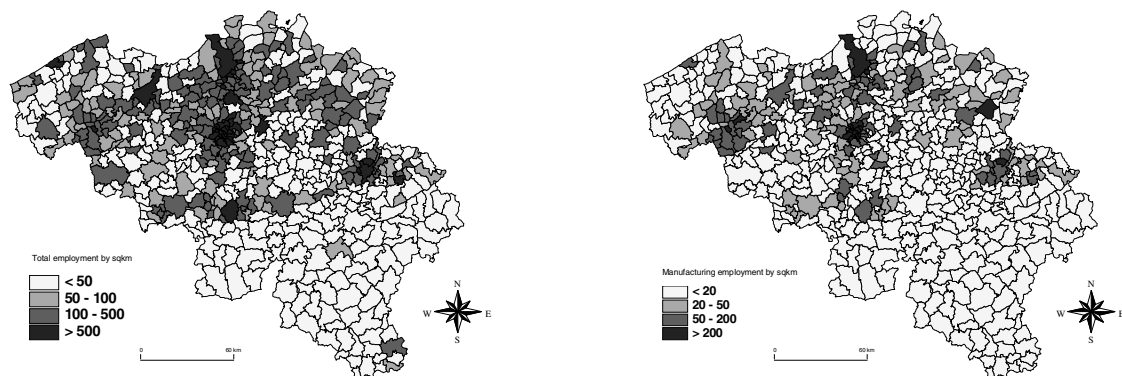 Total employment by sqkm
< 50
50 - 100
100 - 500
> 500
0 60 km
N
W E
S
Manufacturing employment by sqkm
< 20
20 - 50
50 - 200
> 200
0 60 km
N
W E
S